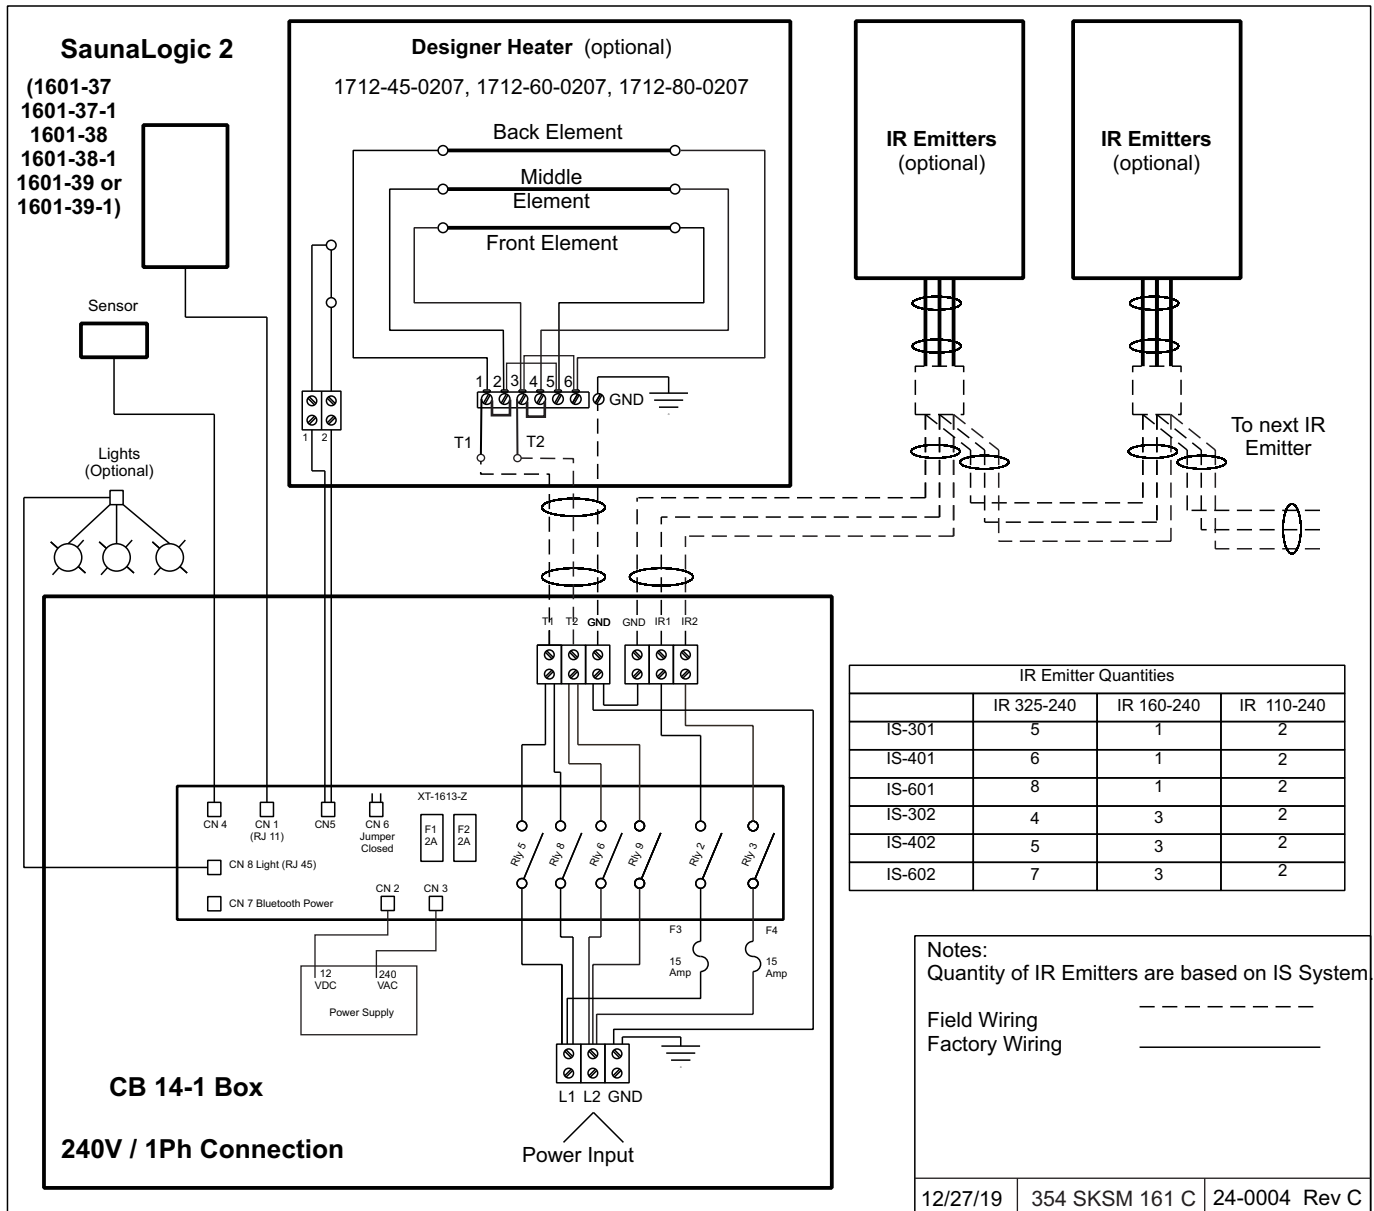 SaunaLogic 2
(1601-37
1601-37-1
1601-38
1601-38-1
1601-39 or
1601-39-1)
Designer Heater (optional)
1712-45-0207, 1712-60-0207, 1712-80-0207
Back Element
Middle
Element
Front Element
1 2 3 4 5 6
GND
T1 T2
1 2
IR Emitters
(optional)
IR Emitters
(optional)
To next IR
Emitter
Sensor
Lights
(Optional)
T1 T2 GND GND IR1 IR2
IR Emitter Quantities
IR 325-240 IR 160-240 IR 110-240
IS-301 5 1 2
IS-401 6 1 2
IS-601 8 1 2
IS-302 4 3 2
IS-402 5 3 2
IS-602 7 3 2
XT-1613-Z
CN 4
CN 1
(RJ 11)
CN5
CN 6
Jumper
Closed
F1
2A
F2
2A
Rly 5
Rly 8
Rly 6
Rly 9
Rly 2
Rly 3
CN 8 Light (RJ 45)
CN 7 Bluetooth Power
CN 2
CN 3
F3
15
Amp
F4
15
Amp
12
VDC
240
VAC
Power Supply
L1 L2 GND
Power Input
CB 14-1 Box
240V / 1Ph Connection
Notes:
Quantity of IR Emitters are based on IS System.
Field Wiring
Factory Wiring
12/27/19 354 SKSM 161 C 24-0004 Rev C